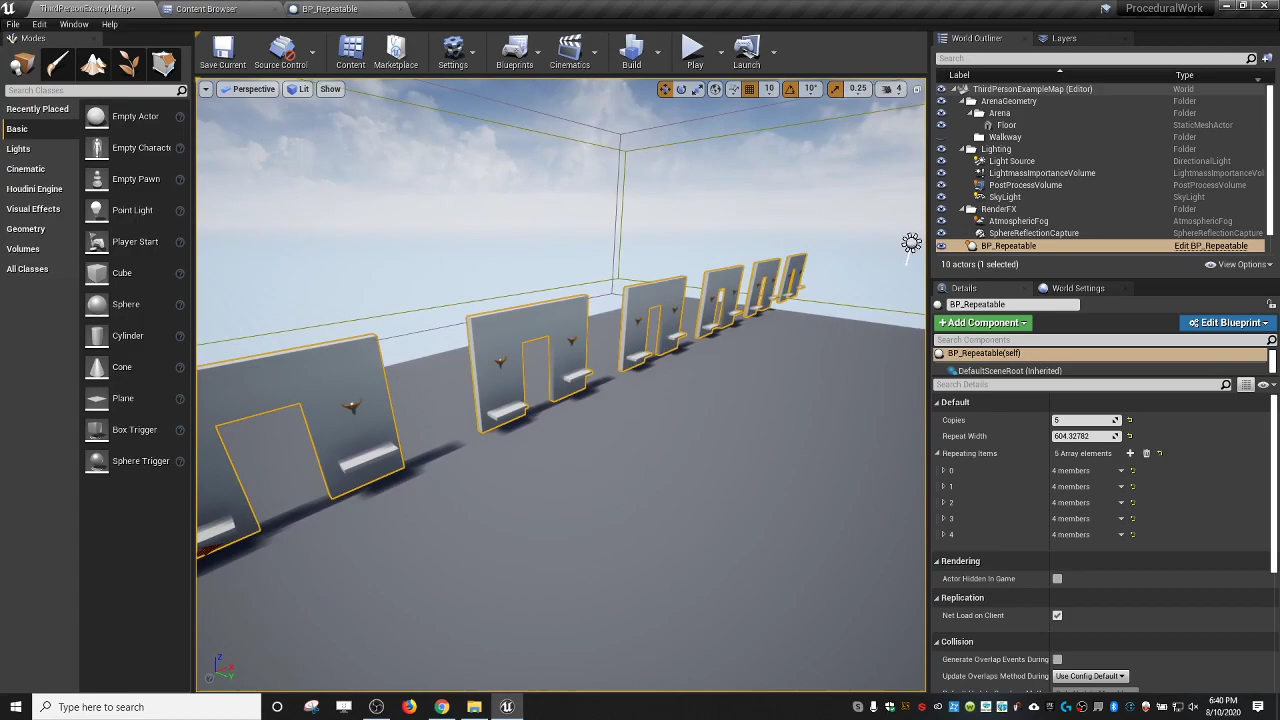 ThirdPersonExampleMap*
Content Browser
BP_Repeatable
ProceduralWork
File
Edit
Window
Help
Modes
Search Classes
Recently Placed
Basic
Lights
Cinematic
Houdini Engine
Visual Effects
Geometry
Volumes
All Classes
Empty Actor
Empty Charact
Empty Pawn
Point Light
Player Start
Cube
Sphere
Cylinder
Cone
Plane
Box Trigger
Sphere Trigger
Save Current
Source Control
Content
Marketplace
Settings
Blueprints
Cinematics
Build
Play
Launch
Perspective
Lit
Show
10
10°
0.25
4
Z
X
Y
World Outliner
Layers
Search
Label
Type
ThirdPersonExampleMap (Editor)
World
ArenaGeometry
Folder
Arena
Folder
Floor
StaticMeshActor
Walkway
Folder
Lighting
Folder
Light Source
DirectionalLight
LightmassImportanceVolume
LightmassImportanceVol
PostProcessVolume
PostProcessVolume
SkyLight
SkyLight
RenderFX
Folder
AtmosphericFog
AtmosphericFog
SphereReflectionCapture
SphereReflectionCapture
BP_Repeatable
Edit BP_Repeatable
10 actors (1 selected)
View Options
Details
World Settings
BP_Repeatable
+ Add Component
Edit Blueprint
Search Components
BP_Repeatable(self)
DefaultSceneRoot (Inherited)
Search Details
Default
Copies
5
Repeat Width
604.32782
Repeating Items
5 Array elements
0
4 members
1
4 members
2
4 members
3
4 members
4
4 members
Rendering
Actor Hidden In Game
Replication
Net Load on Client
Collision
Generate Overlap Events During
Update Overlaps Method During
Use Config Default
Type here to search
6:40 PM
8/10/2020